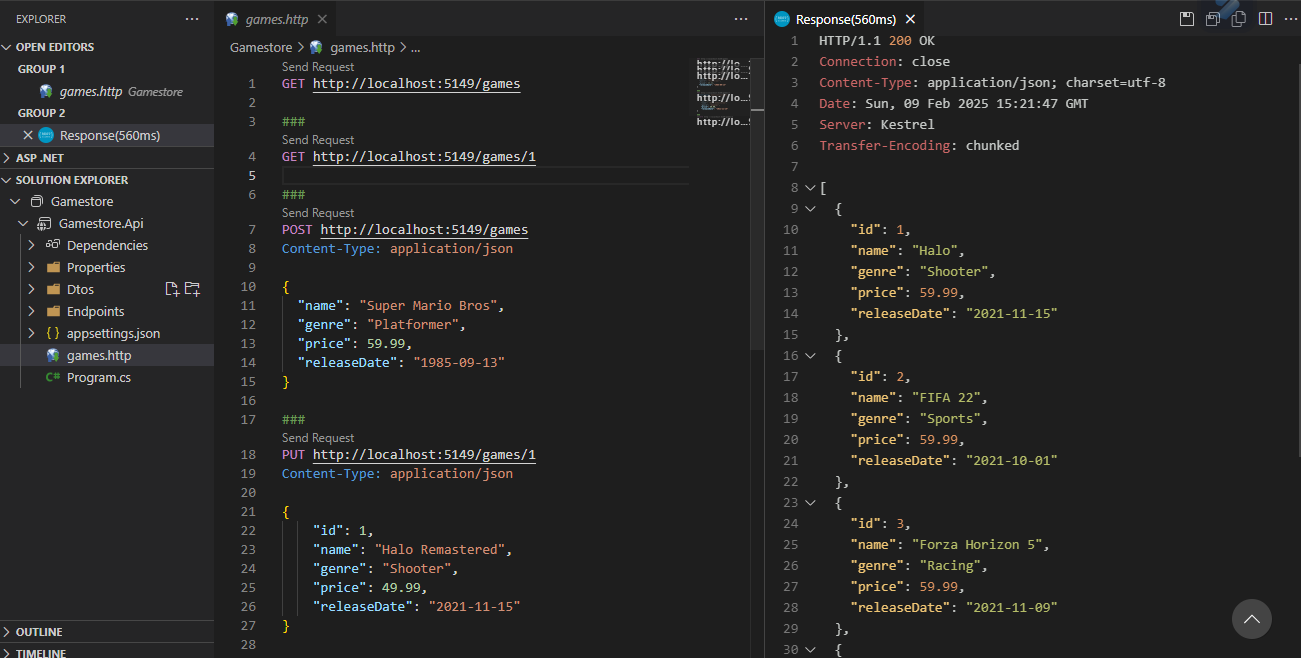 EXPLORER
···
OPEN EDITORS
GROUP 1
games.http Gamestore
GROUP 2
Response(560ms)
ASP .NET
SOLUTION EXPLORER
Gamestore
Gamestore.Api
Dependencies
Properties
Dtos
Endpoints
{} appsettings.json
games.http
C# Program.cs
OUTLINE
TIMELINE
games.http
···
Gamestore > games.http > ...
Send Request
1 GET http://localhost:5149/games
2
3 ###
Send Request
4 GET http://localhost:5149/games/1
5
6 ###
Send Request
7 POST http://localhost:5149/games
8 Content-Type: application/json
9
10 {
11 "name": "Super Mario Bros",
12 "genre": "Platformer",
13 "price": 59.99,
14 "releaseDate": "1985-09-13"
15 }
16
17 ###
Send Request
18 PUT http://localhost:5149/games/1
19 Content-Type: application/json
20
21 {
22 "id": 1,
23 "name": "Halo Remastered",
24 "genre": "Shooter",
25 "price": 49.99,
26 "releaseDate": "2021-11-15"
27 }
28
http://lo...
http://lo...
http://lo...
Response(560ms)
···
1 HTTP/1.1 200 OK
2 Connection: close
3 Content-Type: application/json; charset=utf-8
4 Date: Sun, 09 Feb 2025 15:21:47 GMT
5 Server: Kestrel
6 Transfer-Encoding: chunked
7
8 [
9 {
10 "id": 1,
11 "name": "Halo",
12 "genre": "Shooter",
13 "price": 59.99,
14 "releaseDate": "2021-11-15"
15 },
16 {
17 "id": 2,
18 "name": "FIFA 22",
19 "genre": "Sports",
20 "price": 59.99,
21 "releaseDate": "2021-10-01"
22 },
23 {
24 "id": 3,
25 "name": "Forza Horizon 5",
26 "genre": "Racing",
27 "price": 59.99,
28 "releaseDate": "2021-11-09"
29 },
30 {